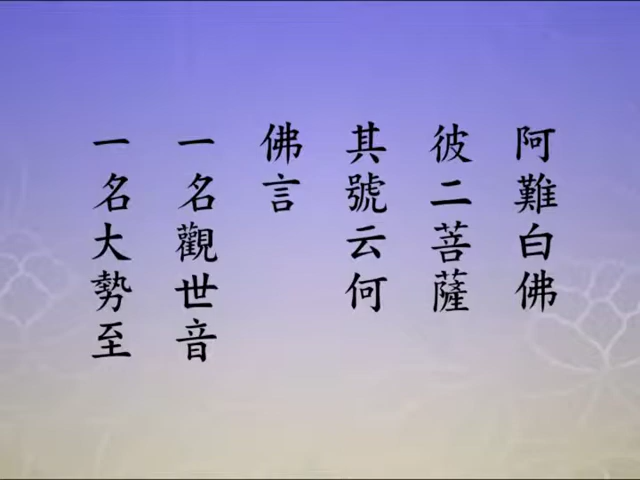 阿難白佛
彼二菩薩
其號云何
佛言
一名觀世音
一名大勢至